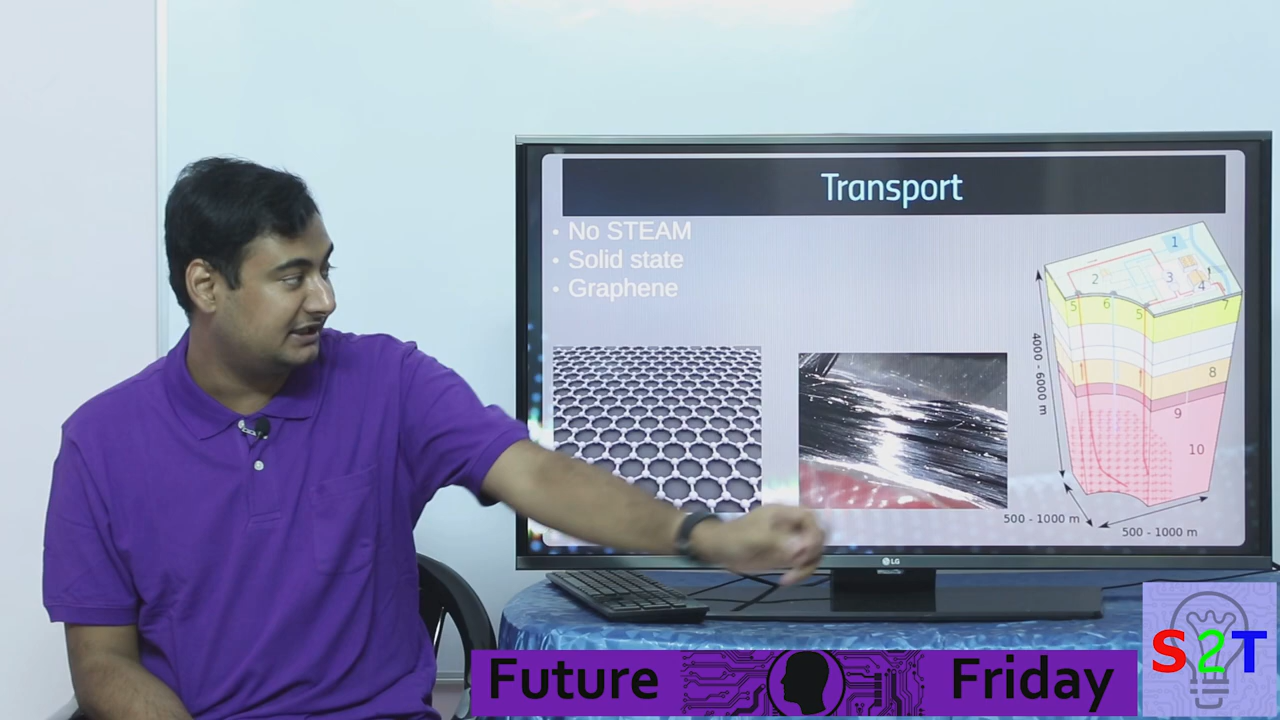 Transport
• No STEAM
• Solid state
• Graphene
1
2
3
4
5
6
5
7
8
9
10
4000 - 6000 m
500 - 1000 m
500 - 1000 m
LG
Future Friday
S2T